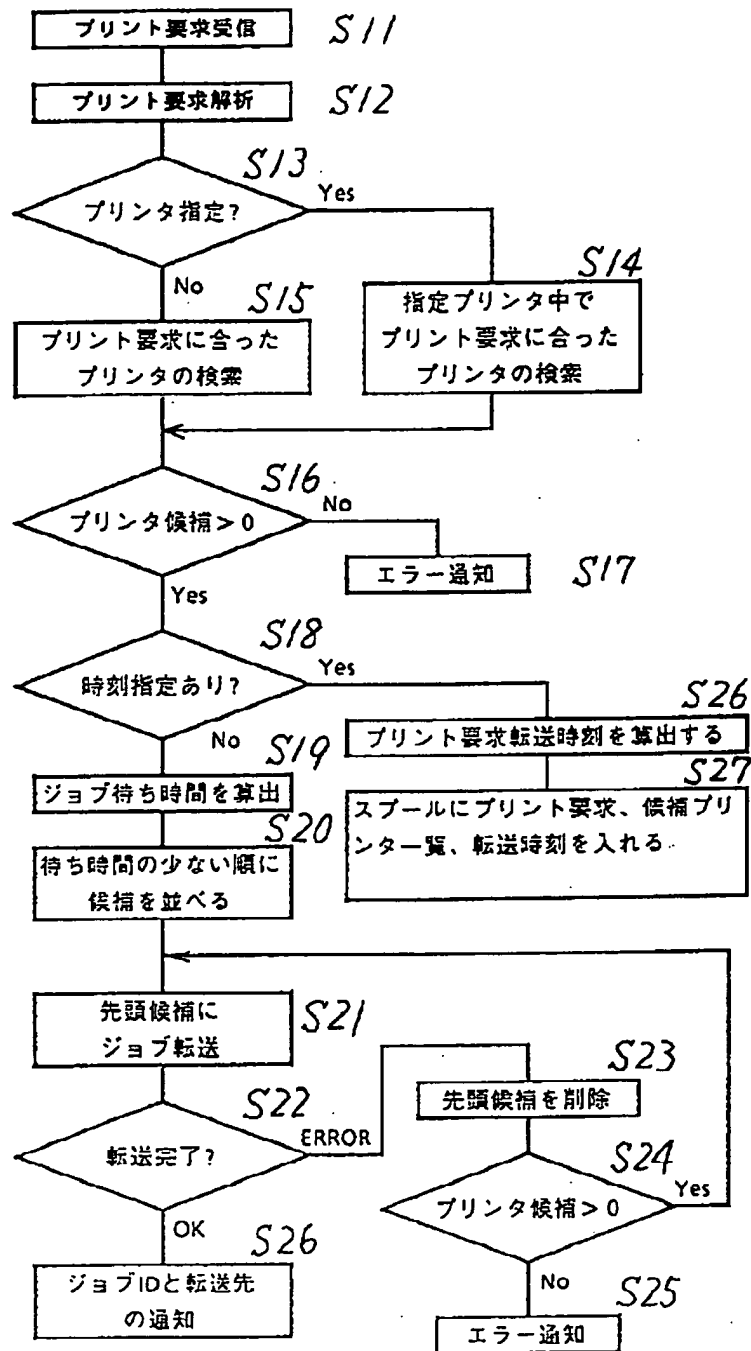 プリント要求受信
S11
プリント要求解析
S12
S13
プリンタ指定?
Yes
No
S15
プリント要求に合った
プリンタの検索
S14
指定プリンタ中で
プリント要求に合った
プリンタの検索
S16
プリンタ候補>0
No
エラー通知
S17
Yes
S18
時刻指定あり?
Yes
No
S26
プリント要求転送時刻を算出する
S27
スプールにプリント要求、候補プリ
ンタ一覧、転送時刻を入れる
S19
ジョブ待ち時間を算出
S20
待ち時間の少ない順に
候補を並べる
先頭候補に
ジョブ転送
S21
S22
転送完了?
ERROR
S23
先頭候補を削除
S24
プリンタ候補>0
Yes
OK
S26
ジョブIDと転送先
の通知
No
S25
エラー通知